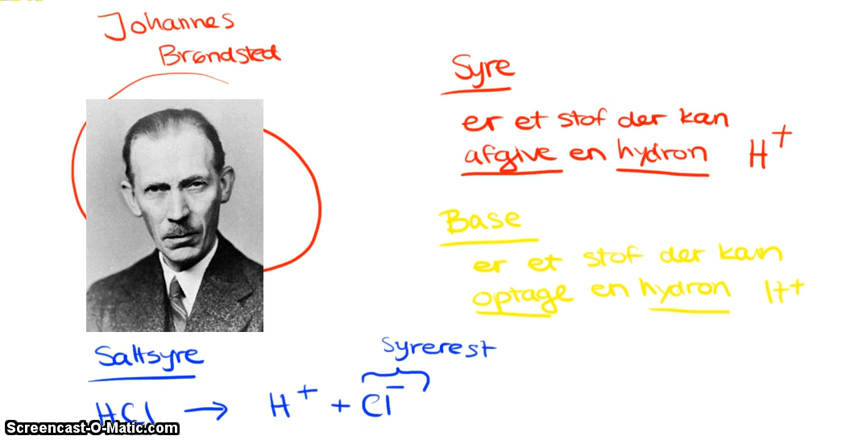 Johannes
Brøndsted
Syre
er et stof der kan
afgive en hydron H+
Base
er et stof der kan
optage en hydron H+
Saltsyre
Syrerest
HCl → H+ + Cl−
Screencast-O-Matic.com